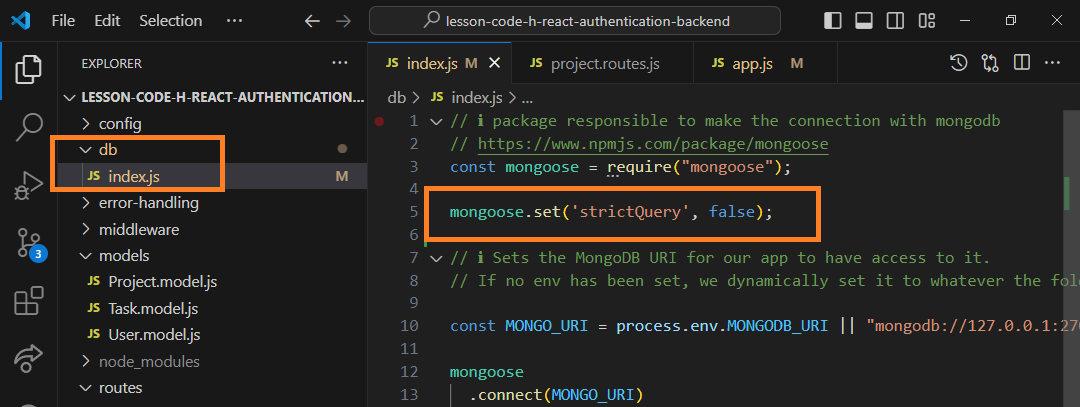 File Edit Selection ... lesson-code-h-react-authentication-backend
EXPLORER ...
LESSON-CODE-H-REACT-AUTHENTICATION...
config
db
JS index.js M
error-handling
middleware
models
JS Project.model.js
JS Task.model.js
JS User.model.js
node_modules
routes
3
JS index.js M JS project.routes.js JS app.js M ...
db > JS index.js > ...
1 // ℹ package responsible to make the connection with mongodb
2 // https://www.npmjs.com/package/mongoose
3 const mongoose = require("mongoose");
4
5 mongoose.set('strictQuery', false);
6
7 // ℹ Sets the MongoDB URI for our app to have access to it.
8 // If no env has been set, we dynamically set it to whatever the fol
9
10 const MONGO_URI = process.env.MONGODB_URI || "mongodb://127.0.0.1:27
11
12 mongoose
13 .connect(MONGO_URI)